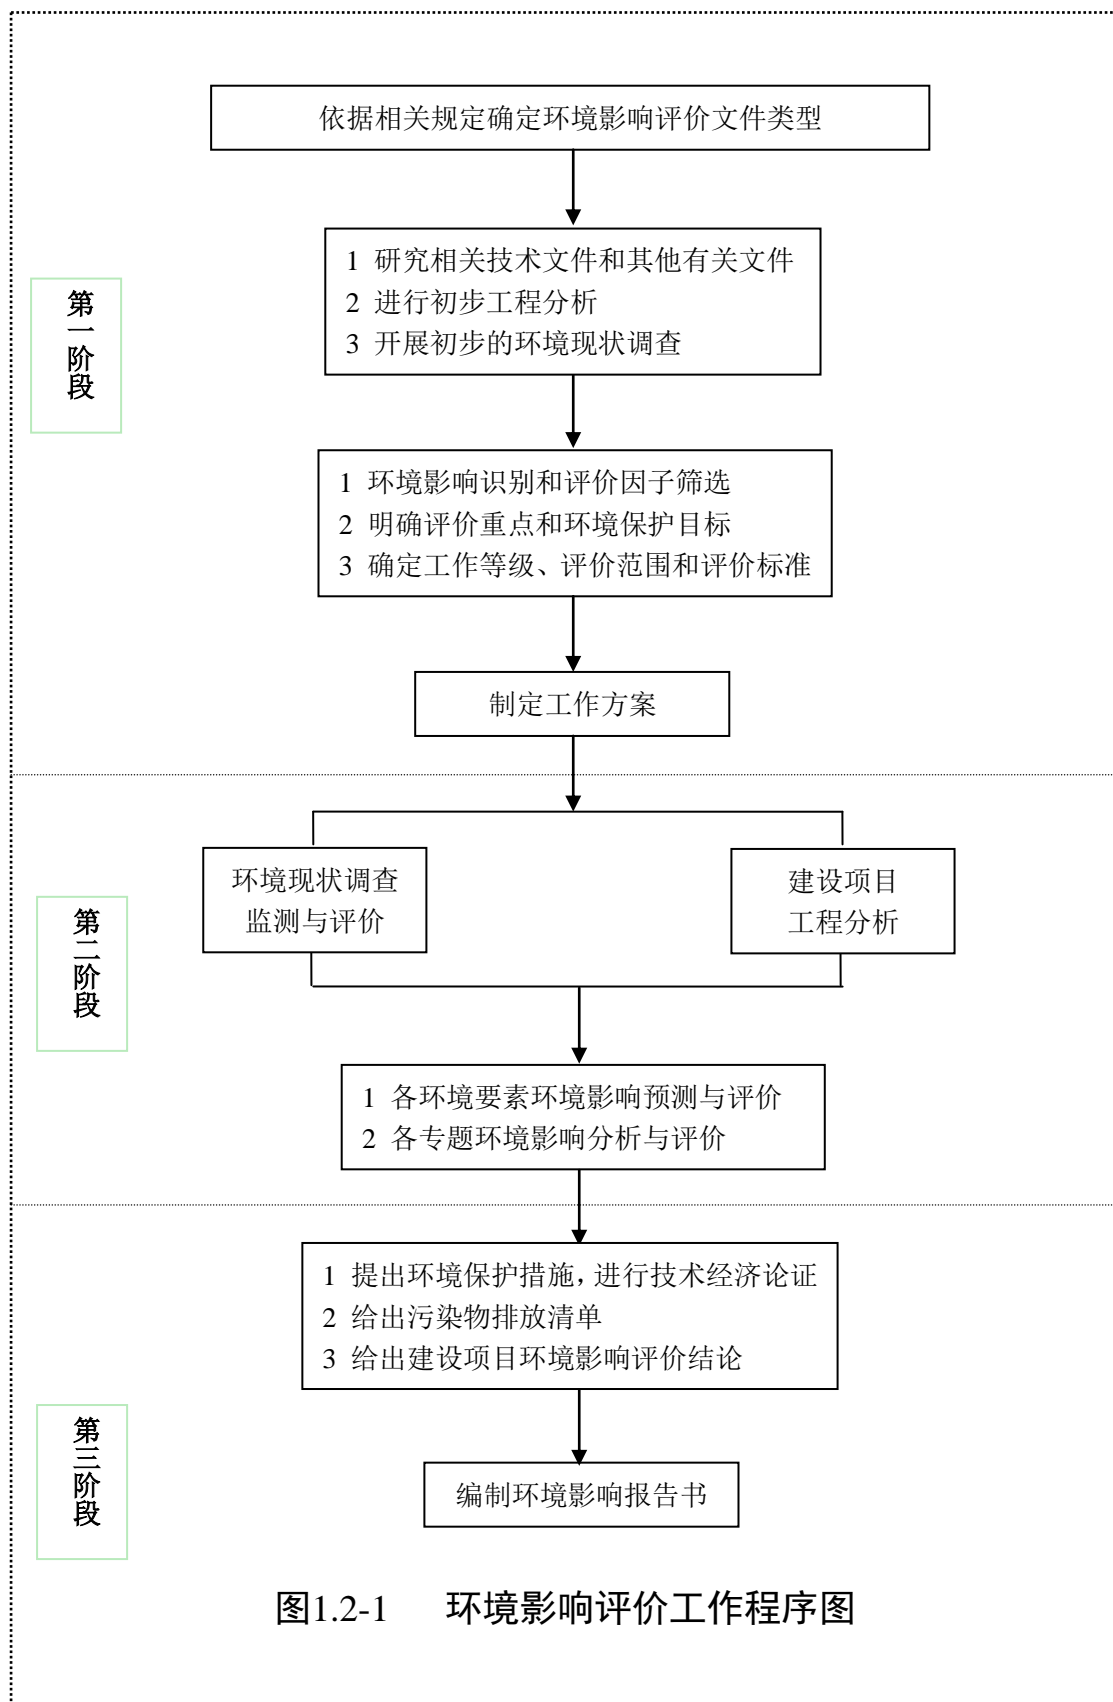 依据相关规定确定环境影响评价文件类型
1 研究相关技术文件和其他有关文件
2 进行初步工程分析
3 开展初步的环境现状调查
第一阶段
1 环境影响识别和评价因子筛选
2 明确评价重点和环境保护目标
3 确定工作等级、评价范围和评价标准
制定工作方案
环境现状调查
监测与评价
建设项目
工程分析
第二阶段
1 各环境要素环境影响预测与评价
2 各专题环境影响分析与评价
1 提出环境保护措施,进行技术经济论证
2 给出污染物排放清单
3 给出建设项目环境影响评价结论
第三阶段
编制环境影响报告书
图1.2-1 环境影响评价工作程序图